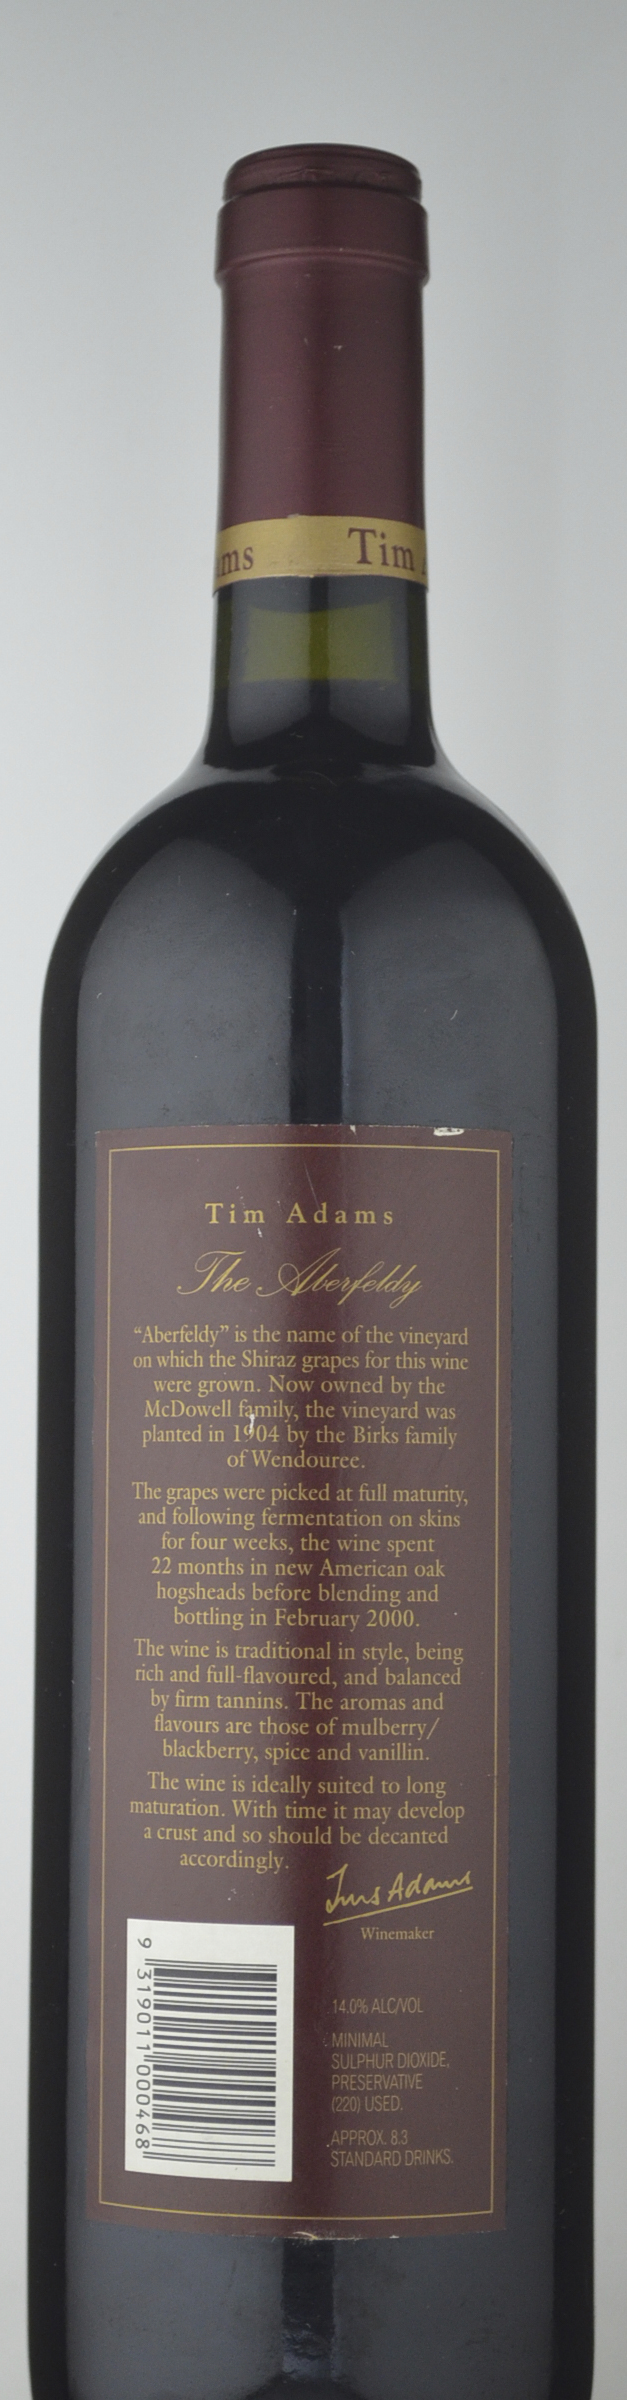 ms Tim
Tim Adams
The Aberfeldy
“Aberfeldy” is the name of the vineyard
on which the Shiraz grapes for this wine
were grown. Now owned by the
McDowell family, the vineyard was
planted in 1904 by the Birks family
of Wendouree.
The grapes were picked at full maturity,
and following fermentation on skins
for four weeks, the wine spent
22 months in new American oak
hogsheads before blending and
bottling in February 2000.
The wine is traditional in style, being
rich and full-flavoured, and balanced
by firm tannins. The aromas and
flavours are those of mulberry/
blackberry, spice and vanillin.
The wine is ideally suited to long
maturation. With time it may develop
a crust and so should be decanted
accordingly.
Adams
Winemaker
9 319011 000468
14.0% ALC/VOL
MINIMAL
SULPHUR DIOXIDE,
PRESERVATIVE
(220) USED.
APPROX. 8.3
STANDARD DRINKS.